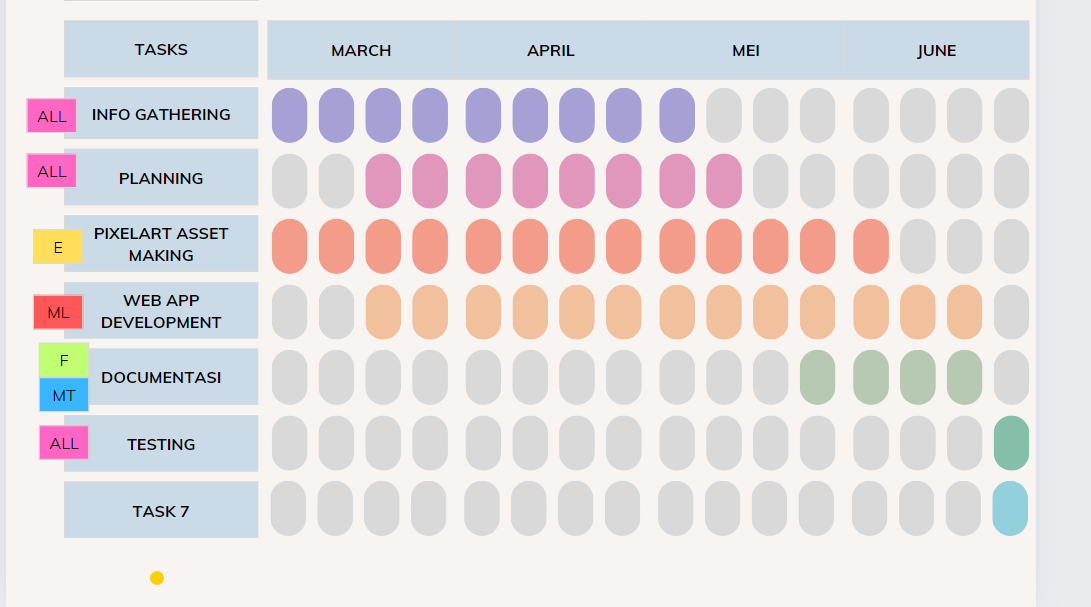 TASKS
MARCH
APRIL
MEI
JUNE
ALL
INFO GATHERING
ALL
PLANNING
E
PIXELART ASSET
MAKING
ML
WEB APP
DEVELOPMENT
F
MT
DOCUMENTASI
ALL
TESTING
TASK 7